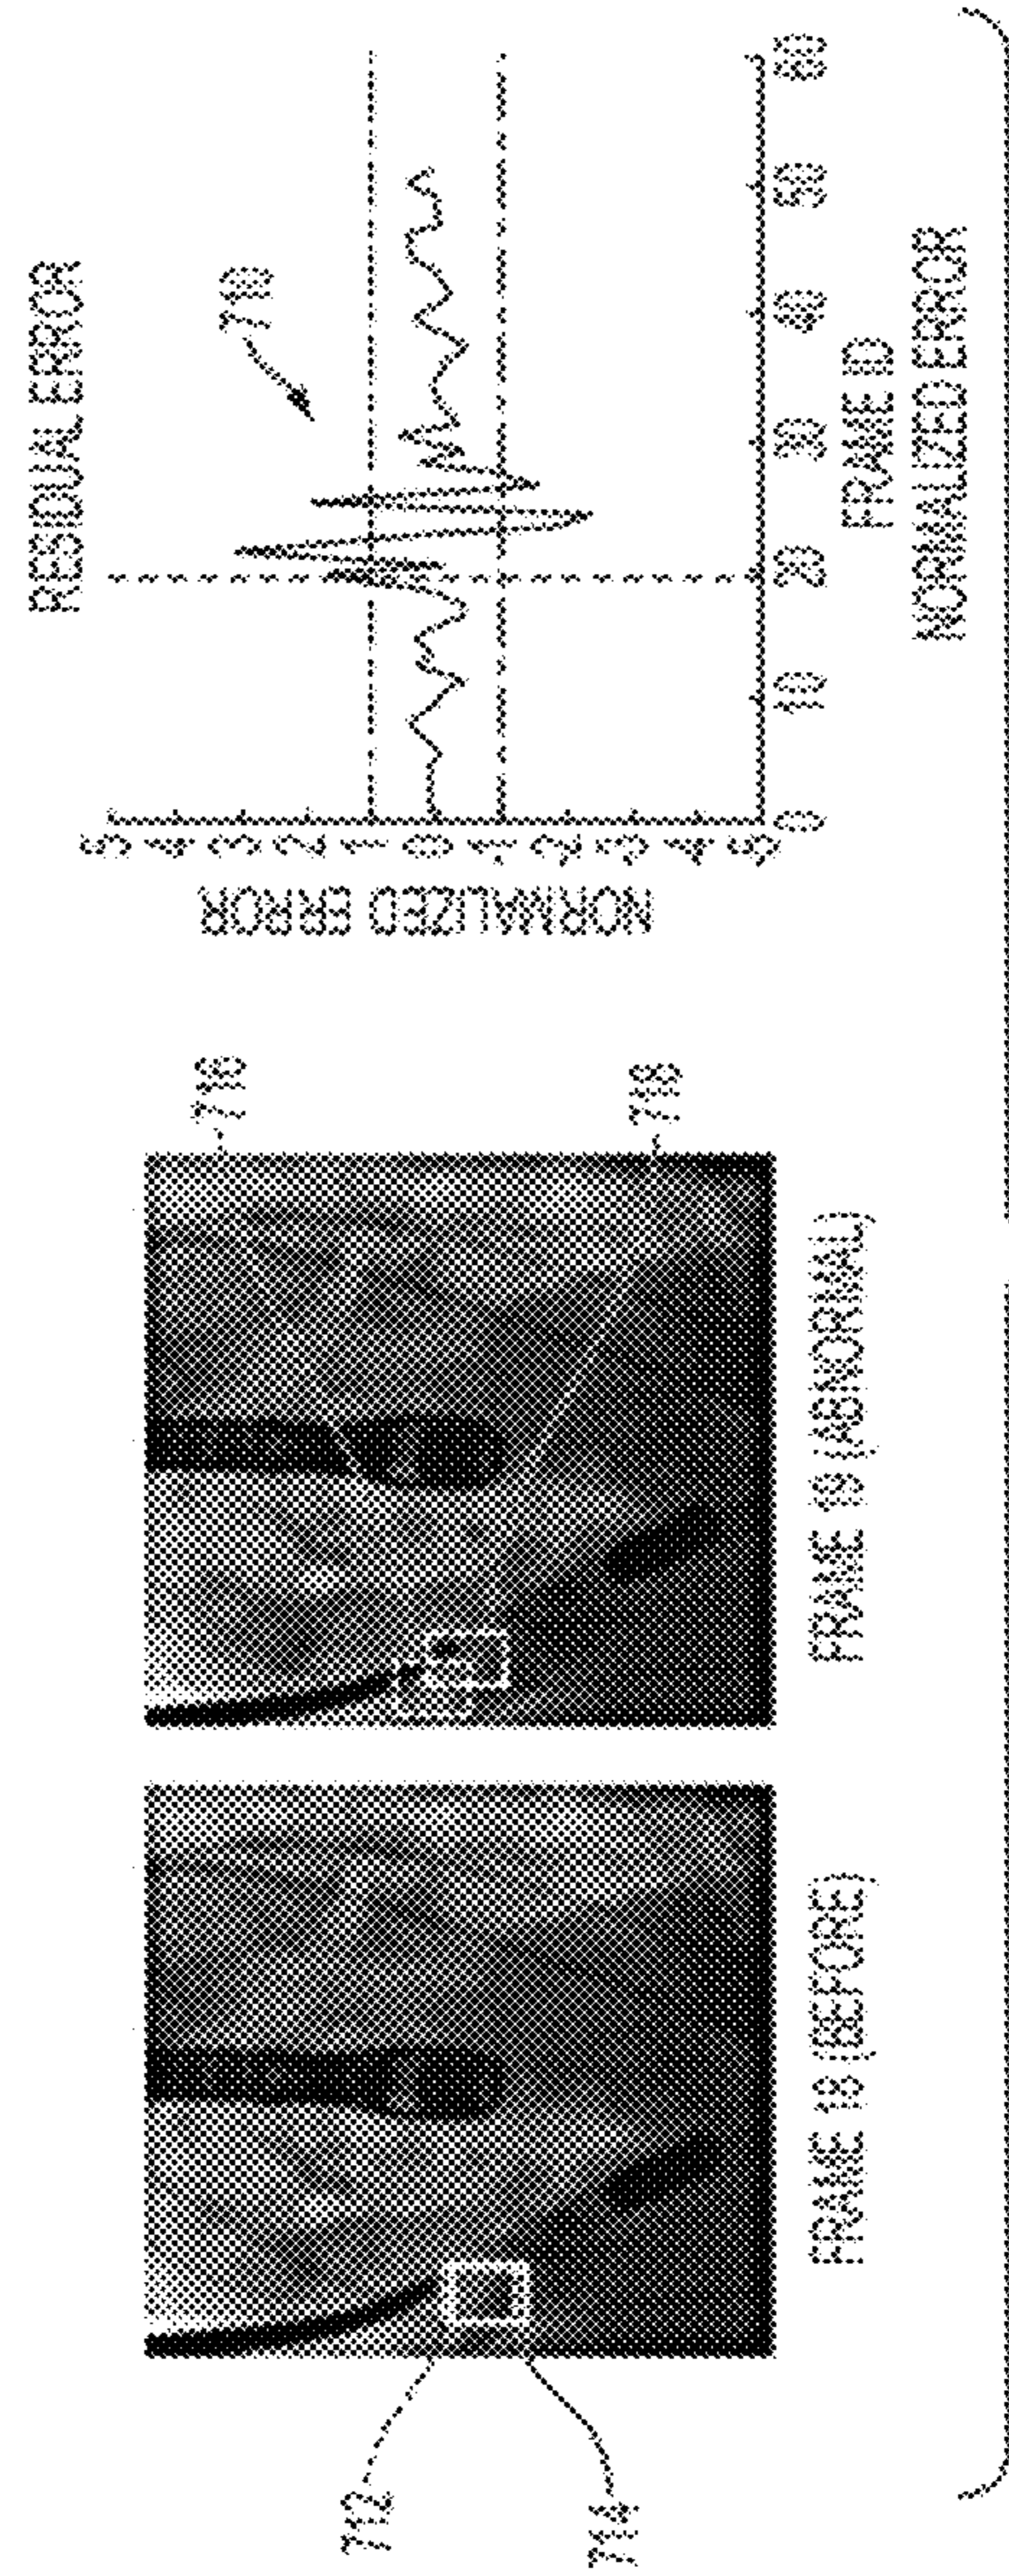 712
714
FRAME 18 (BEFORE)
716
718
FRAME 19 (ABNORMAL)
RESIDUAL ERROR
710
NORMALIZED ERROR
5
4
3
2
1
0
-1
-2
-3
-4
-5
0 10 20 30 40 50 60
FRAME ID
NORMALIZED ERROR